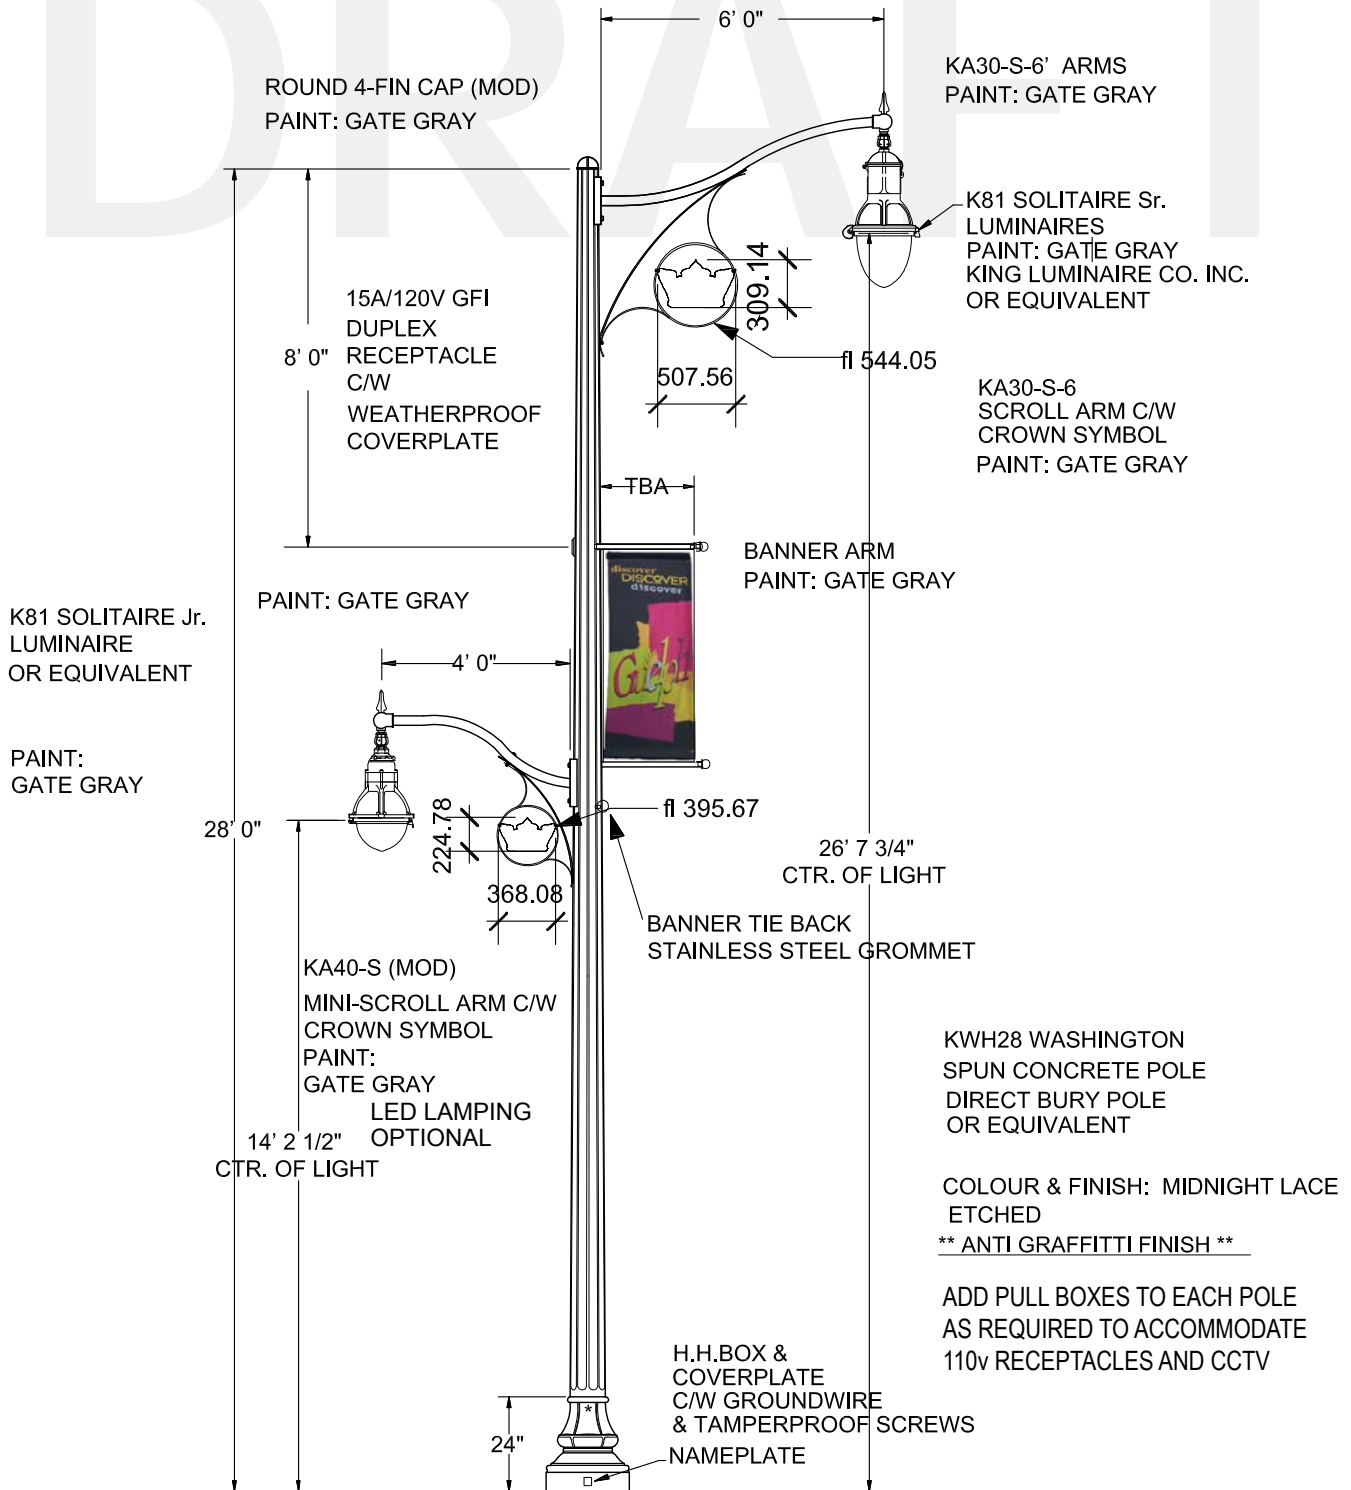 DRAFT
6' 0"
ROUND 4-FIN CAP (MOD)
PAINT: GATE GRAY
KA30-S-6' ARMS
PAINT: GATE GRAY
K81 SOLITAIRE Sr.
LUMINAIRES
PAINT: GATE GRAY
KING LUMINAIRE CO. INC.
OR EQUIVALENT
15A/120V GFI
DUPLEX
RECEPTACLE
C/W
WEATHERPROOF
COVERPLATE
8' 0"
309.14
507.56
fl 544.05
KA30-S-6
SCROLL ARM C/W
CROWN SYMBOL
PAINT: GATE GRAY
TBA
BANNER ARM
PAINT: GATE GRAY
discover
DISCOVER
discover
Guelph
PAINT: GATE GRAY
K81 SOLITAIRE Jr.
LUMINAIRE
OR EQUIVALENT
4' 0"
PAINT:
GATE GRAY
28' 0"
224.78
fl 395.67
368.08
26' 7 3/4"
CTR. OF LIGHT
BANNER TIE BACK
STAINLESS STEEL GROMMET
KA40-S (MOD)
MINI-SCROLL ARM C/W
CROWN SYMBOL
PAINT:
GATE GRAY
LED LAMPING
OPTIONAL
14' 2 1/2"
CTR. OF LIGHT
KWH28 WASHINGTON
SPUN CONCRETE POLE
DIRECT BURY POLE
OR EQUIVALENT
COLOUR & FINISH: MIDNIGHT LACE
ETCHED
** ANTI GRAFFITTI FINISH **
ADD PULL BOXES TO EACH POLE
AS REQUIRED TO ACCOMMODATE
110v RECEPTACLES AND CCTV
H.H.BOX &
COVERPLATE
C/W GROUNDWIRE
& TAMPERPROOF SCREWS
NAMEPLATE
24"
*